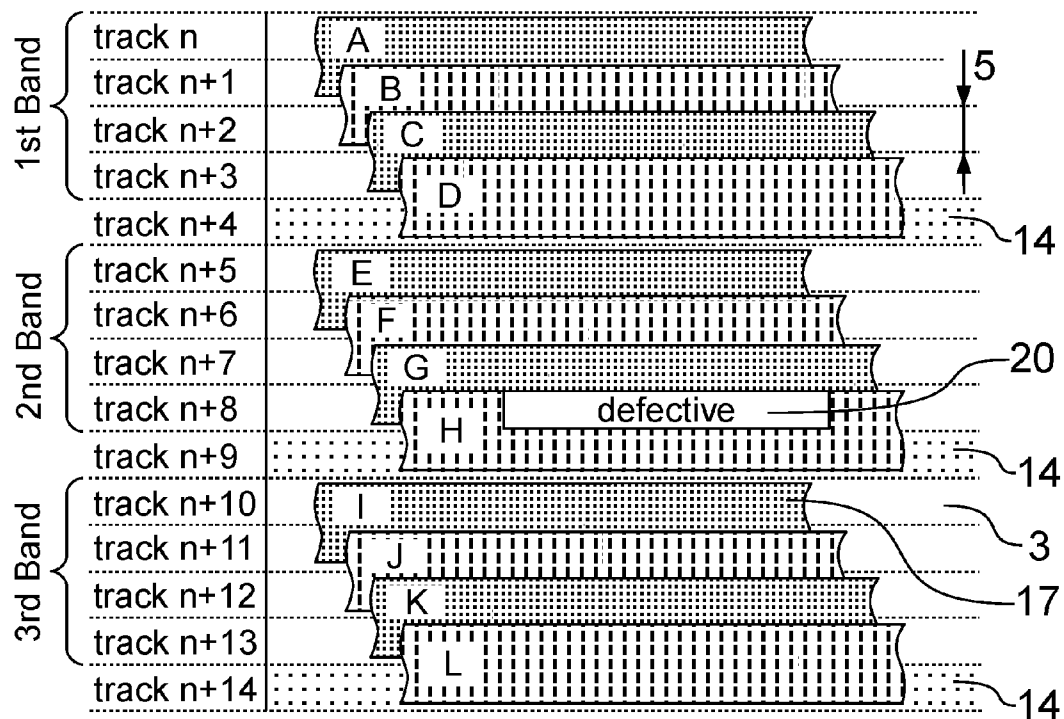 1st Band
track n
A
track n+1
B
5
track n+2
C
track n+3
D
track n+4
14
2nd Band
track n+5
E
track n+6
F
track n+7
G
20
track n+8
H
defective
track n+9
14
3rd Band
track n+10
I
3
track n+11
J
17
track n+12
K
track n+13
L
track n+14
14